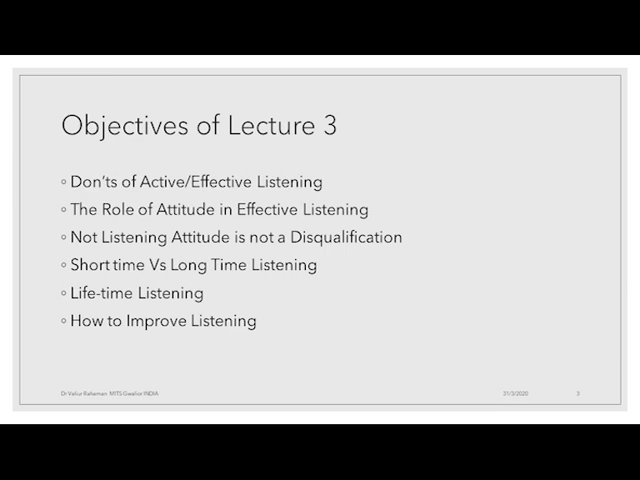 Objectives of Lecture 3
◦ Don'ts of Active/Effective Listening
◦ The Role of Attitude in Effective Listening
◦ Not Listening Attitude is not a Disqualification
◦ Short time Vs Long Time Listening
◦ Life-time Listening
◦ How to Improve Listening
Dr Valiur Rahaman MITS Gwalior INDIA 31/3/2020 3